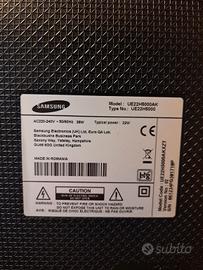 SAMSUNG
Model : UE22H5000AK
Type No : UE22H5000
AC220-240V ~ 50/60Hz 38W
Typical power : 22W
Samsung Electronics (UK) Ltd, Euro QA Lab.
Blackbushe Business Park
Saxony Way, Yateley, Hampshire
GU46 6GG United Kingdom
MADE IN ROMANIA
UE22H5000AKXZT
subito